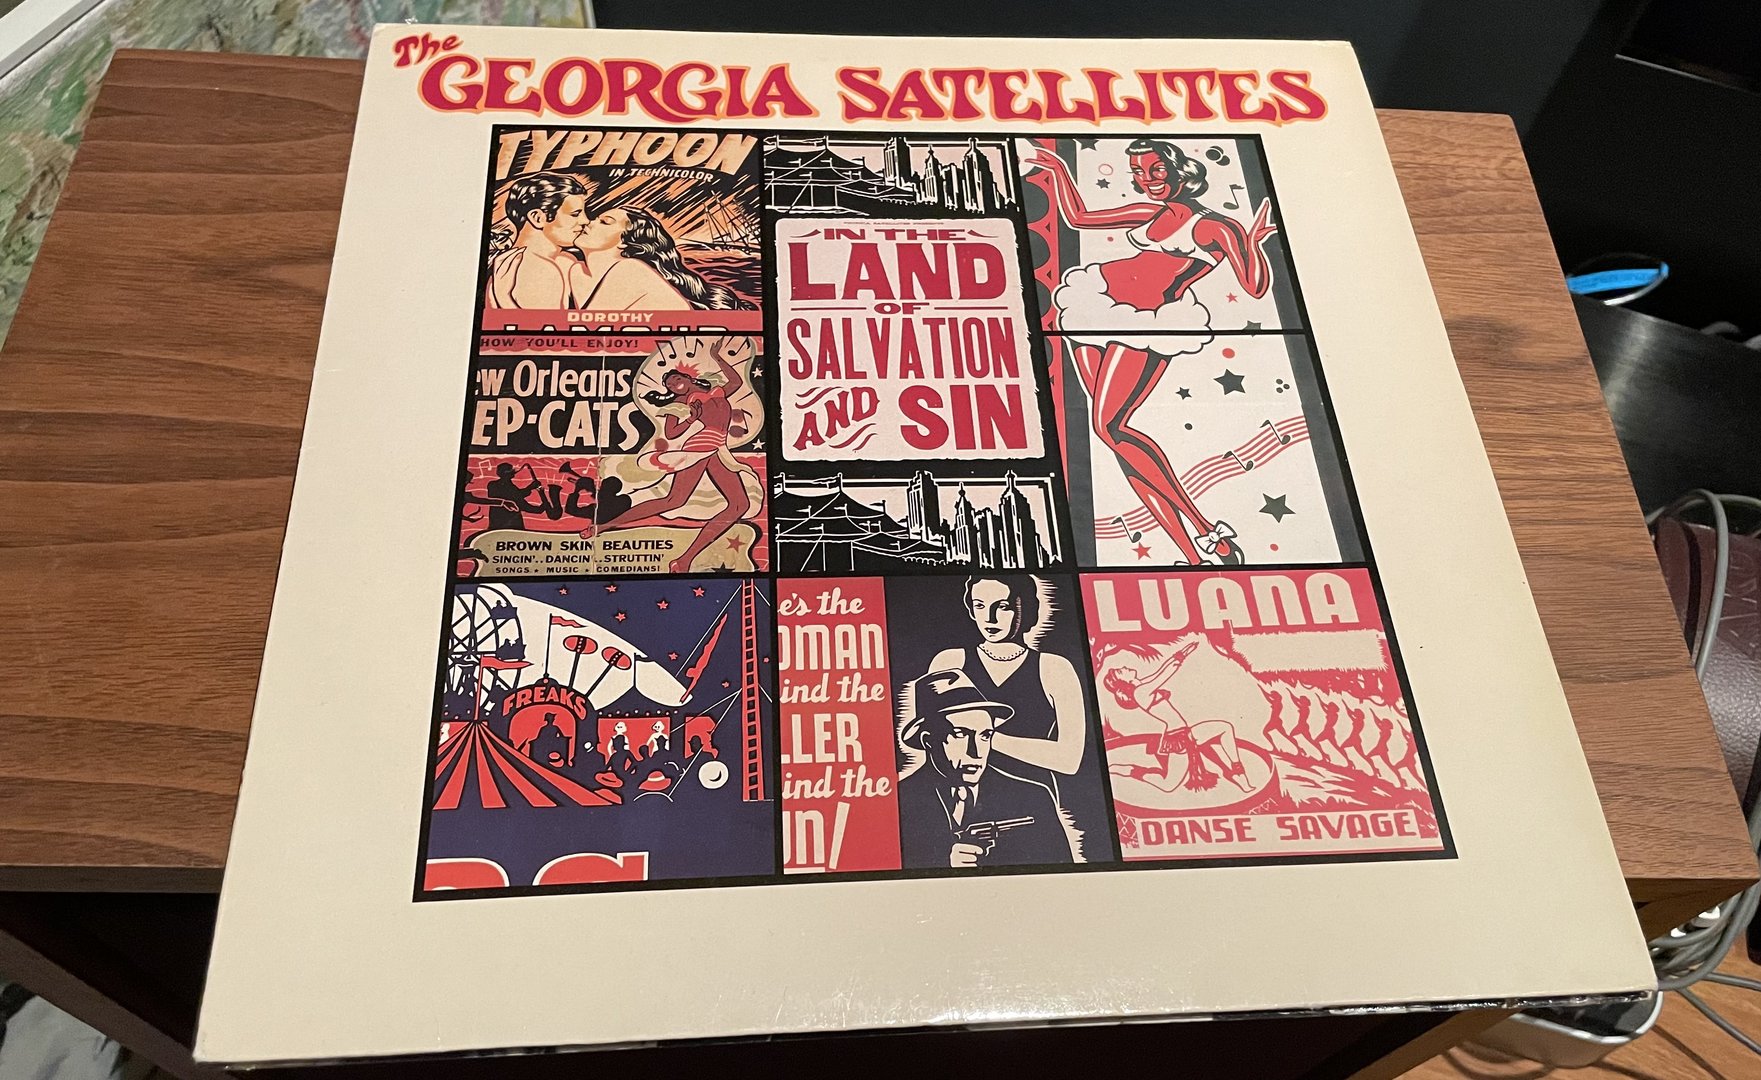 The
GEORGIA SATELLITES
TYPHOON
IN TECHNICOLOR
DOROTHY
IN THE
LAND
OF
SALVATION
AND SIN
HOW YOU'LL ENJOY!
ew Orleans
EP-CATS
BROWN SKIN BEAUTIES
SINGIN'..DANCIN'..STRUTTIN'
SONGS ★ MUSIC ★ COMEDIANS!
FREAKS
e's the
OMAN
ind the
LLER
ind the
UN!
LUANA
DANSE SAVAGE